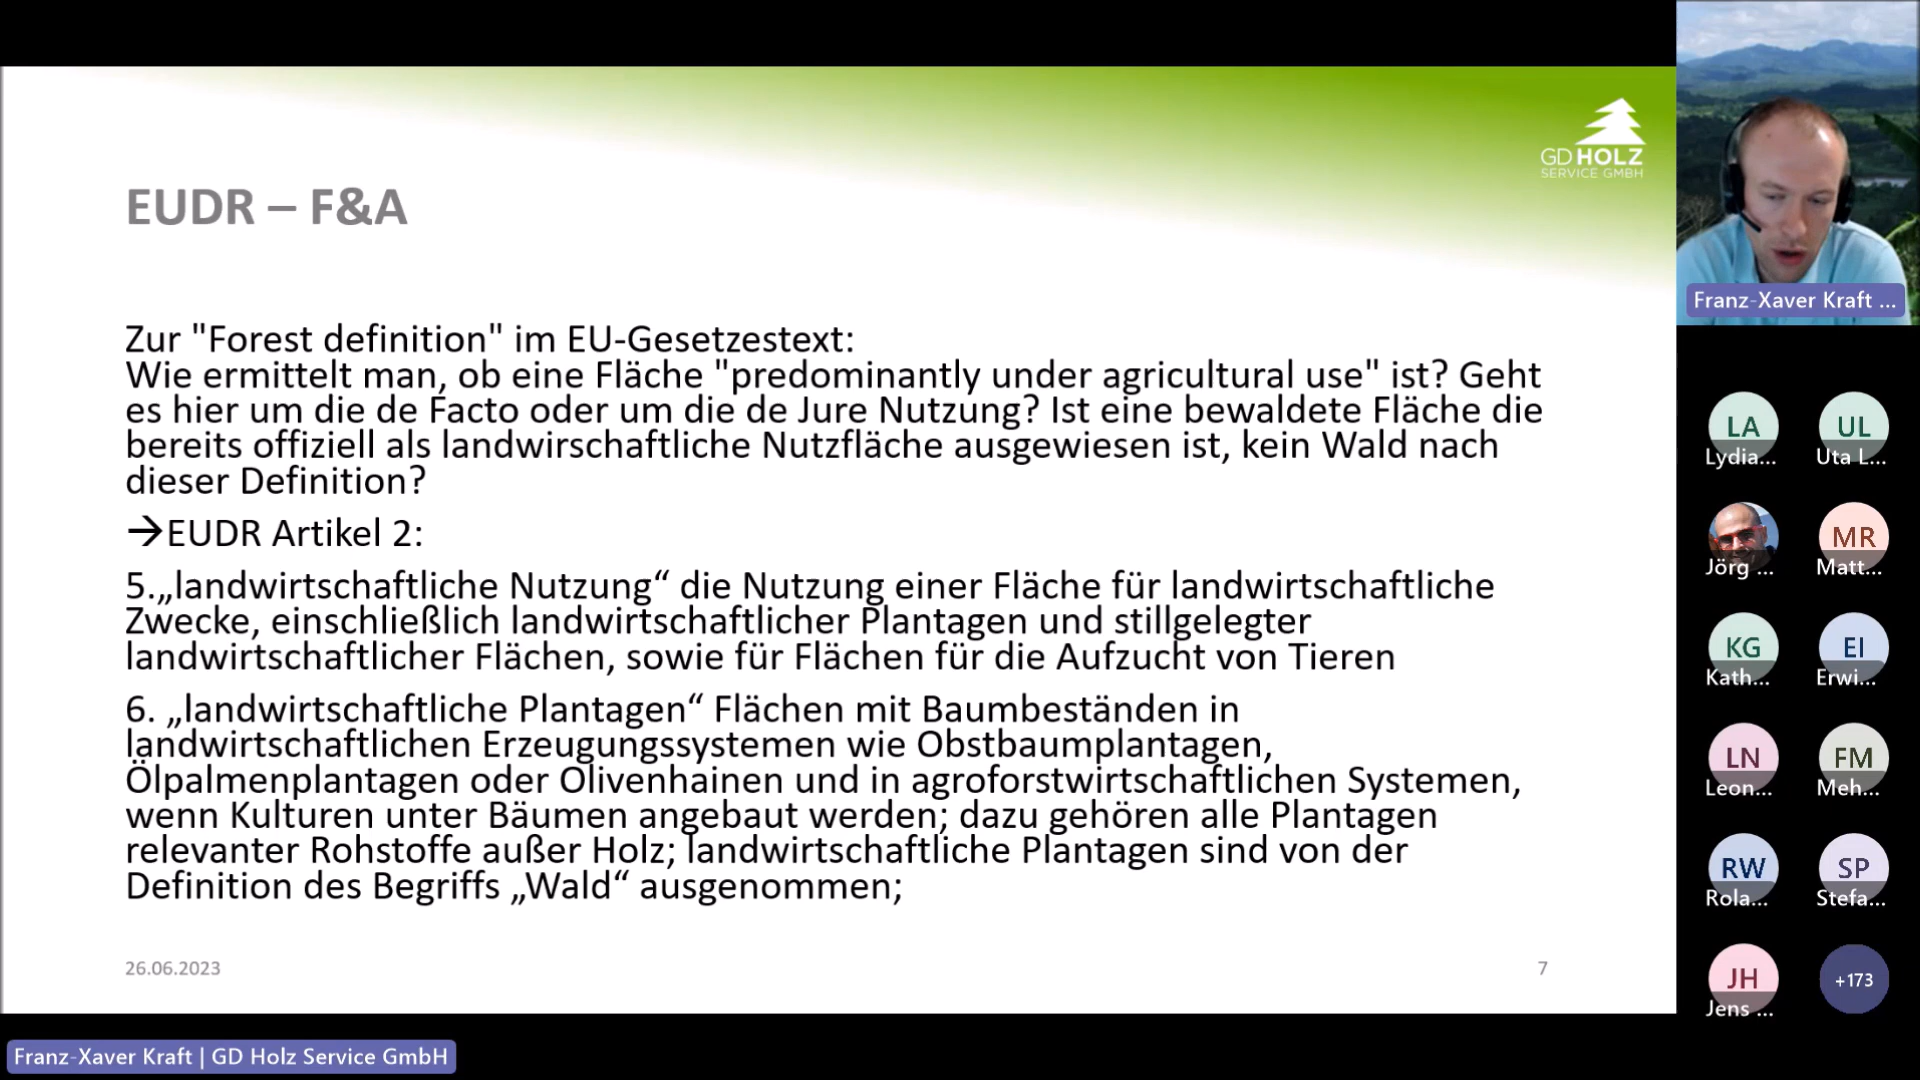 GD HOLZ
SERVICE GMBH
EUDR – F&A
Zur "Forest definition" im EU-Gesetzestext:
Wie ermittelt man, ob eine Fläche "predominantly under agricultural use" ist? Geht
es hier um die de Facto oder um die de Jure Nutzung? Ist eine bewaldete Fläche die
bereits offiziell als landwirschaftliche Nutzfläche ausgewiesen ist, kein Wald nach
dieser Definition?
→EUDR Artikel 2:
5.„landwirtschaftliche Nutzung“ die Nutzung einer Fläche für landwirtschaftliche
Zwecke, einschließlich landwirtschaftlicher Plantagen und stillgelegter
landwirtschaftlicher Flächen, sowie für Flächen für die Aufzucht von Tieren
6. „landwirtschaftliche Plantagen“ Flächen mit Baumbeständen in
landwirtschaftlichen Erzeugungssystemen wie Obstbaumplantagen,
Ölpalmenplantagen oder Olivenhainen und in agroforstwirtschaftlichen Systemen,
wenn Kulturen unter Bäumen angebaut werden; dazu gehören alle Plantagen
relevanter Rohstoffe außer Holz; landwirtschaftliche Plantagen sind von der
Definition des Begriffs „Wald“ ausgenommen;
26.06.2023
7
Franz-Xaver Kraft | GD Holz Service GmbH
Franz-Xaver Kraft ...
LA
Lydia...
UL
Uta L...
Jörg ...
MR
Matt...
KG
Kath...
EI
Erwi...
LN
Leon...
FM
Meh...
RW
Rola...
SP
Stefa...
JH
Jens ...
+173